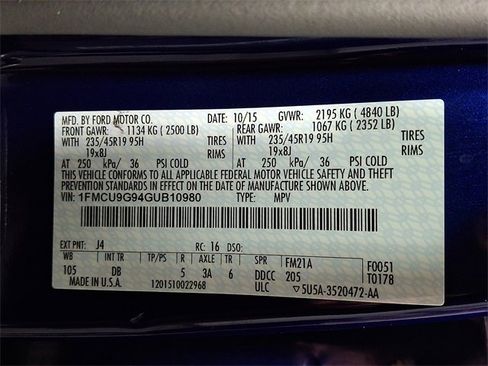 MFD. BY FORD MOTOR CO. DATE: 10/15 GVWR: 2195 KG ( 4840 LB)
FRONT GAWR: 1134 KG ( 2500 LB) REAR GAWR: 1067 KG ( 2352 LB)
WITH 235/45R19 95H TIRES WITH 235/45R19 95H TIRES
19x8J RIMS 19x8J RIMS
AT 250 kPa/ 36 PSI COLD AT 250 kPa/ 36 PSI COLD
THIS VEHICLE CONFORMS TO ALL APPLICABLE FEDERAL MOTOR VEHICLE SAFETY AND
THEFT PREVENTION STANDARDS IN EFFECT ON THE DATE OF MANUFACTURE SHOWN ABOVE.
VIN: 1FMCU9G94GUB10980 TYPE: MPV
EXT PNT: J4 RC: 16 DSO:
WB INT TR TP/PS R AXLE TR SPR FM21A F0051
105 DB 5 3A 6 DDCC 205 T0178
MADE IN U.S.A. 1201510022968 ULC 5U5A-3520472-AA